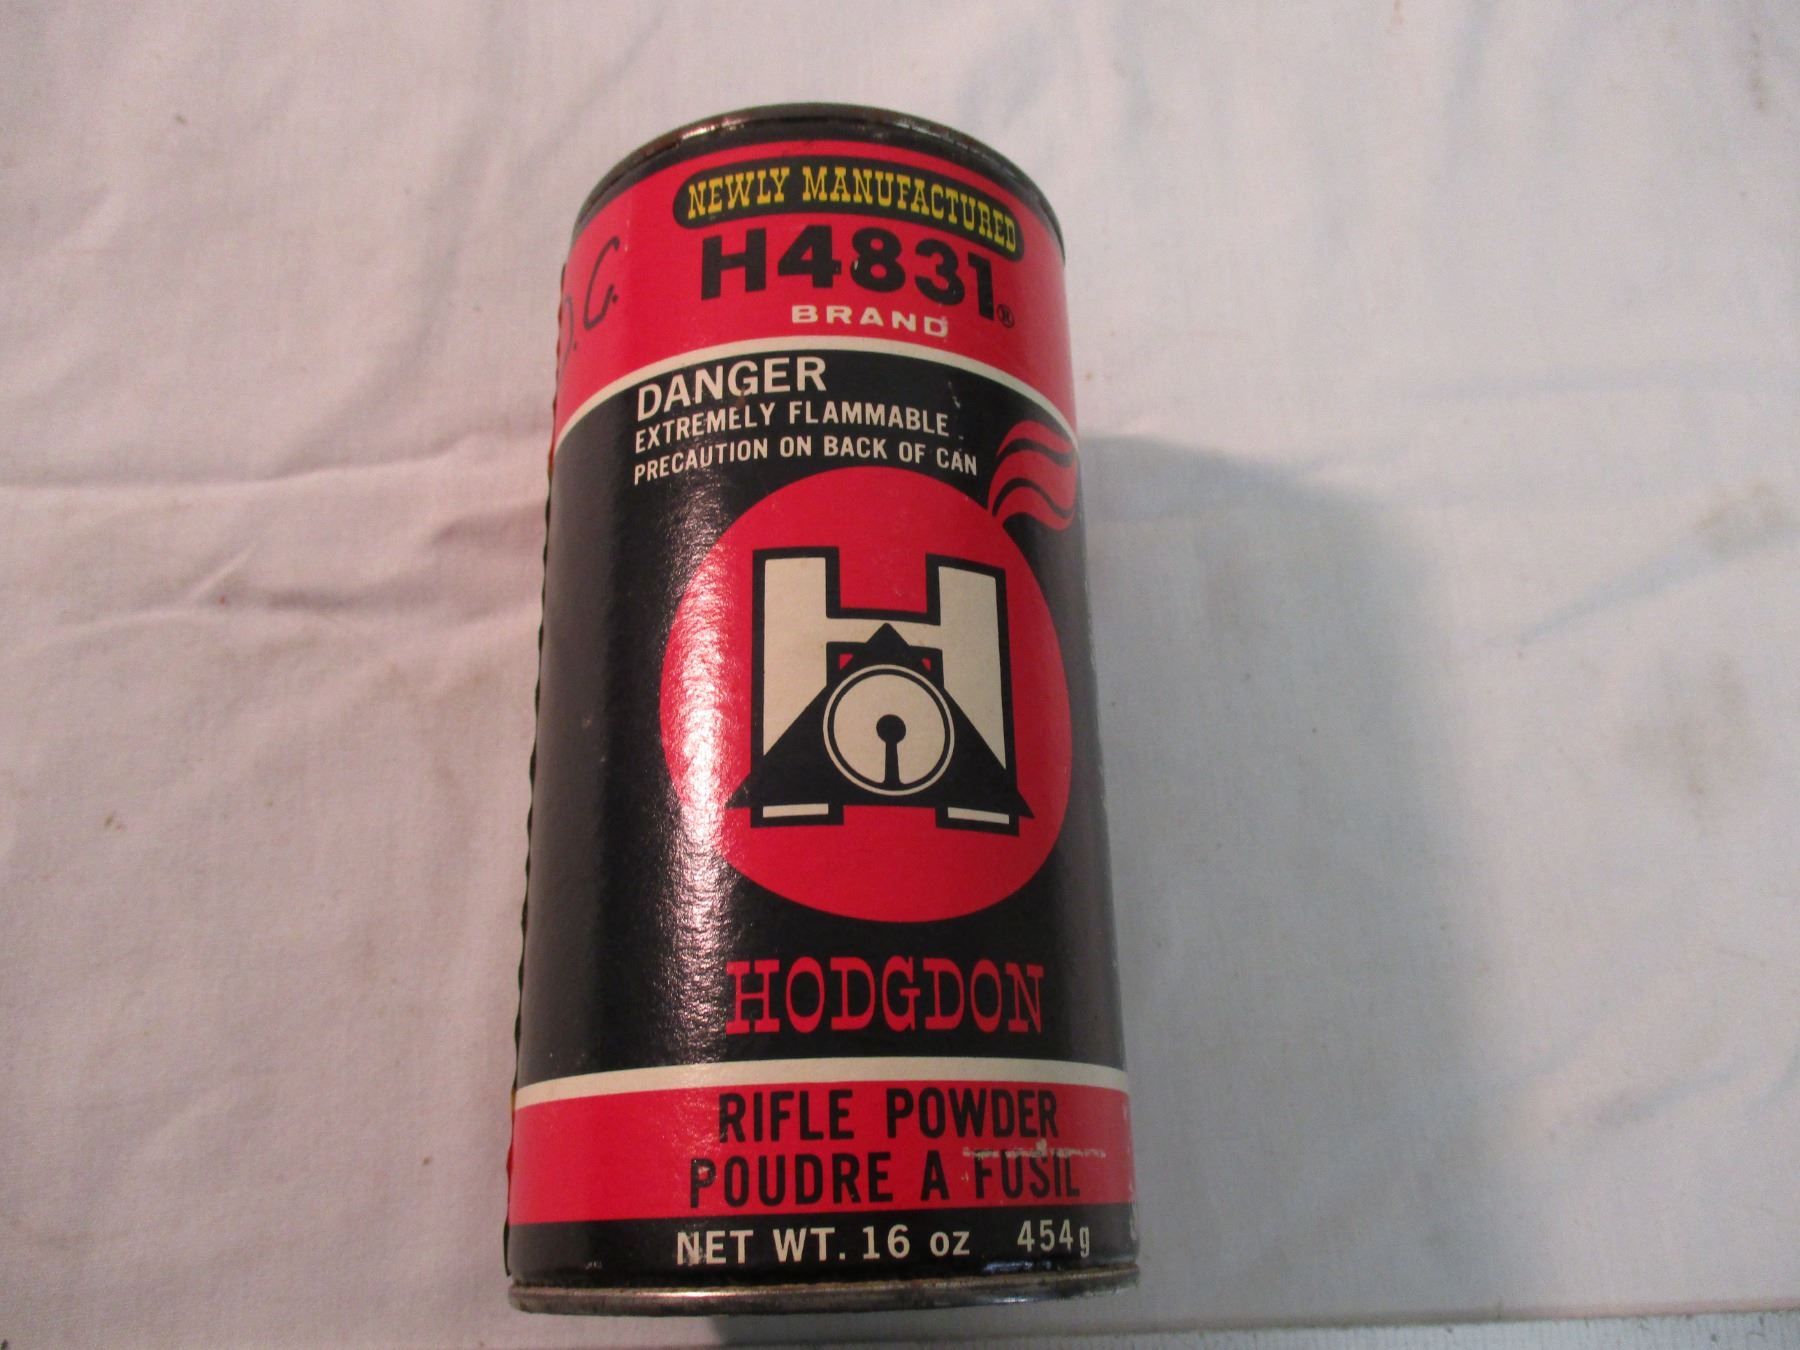 NEWLY MANUFACTURED
H4831®
BRAND
D.C.
DANGER
EXTREMELY FLAMMABLE
PRECAUTION ON BACK OF CAN
H
HODGDON
RIFLE POWDER
POUDRE A FUSIL
NET WT. 16 oz 454g